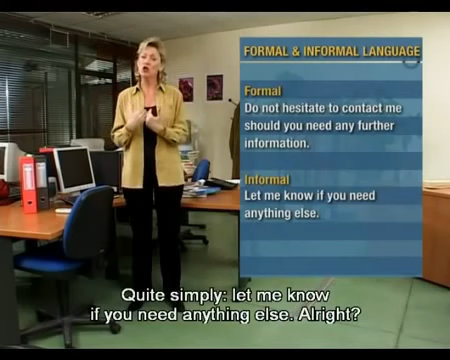 FORMAL & INFORMAL LANGUAGE
Formal
Do not hesitate to contact me
should you need any further
information.
Informal
Let me know if you need
anything else.
Quite simply: let me know
if you need anything else. Alright?